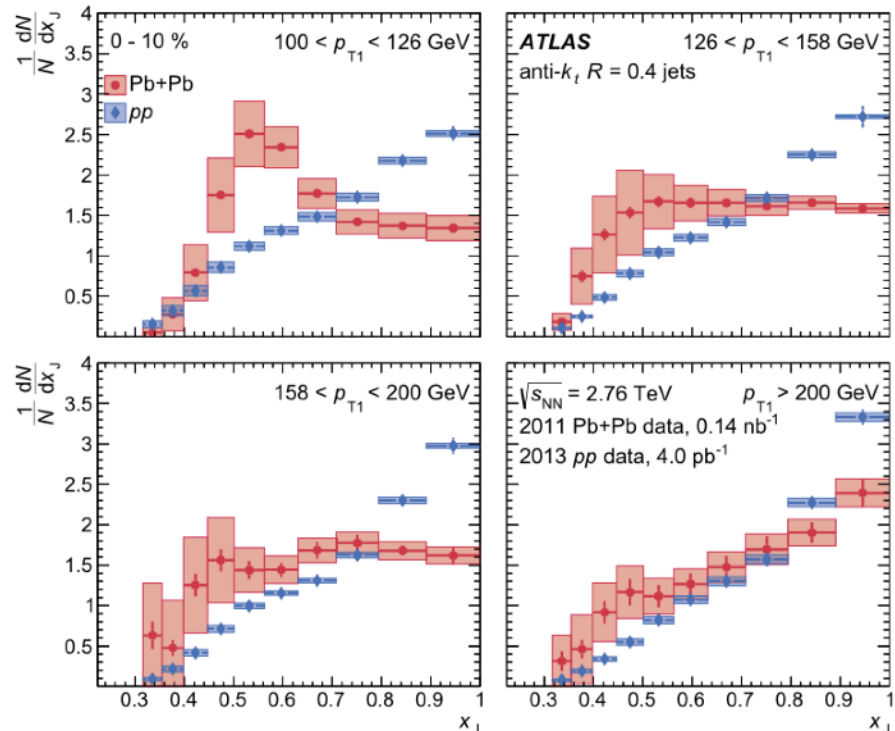 1/N dN/dx_J
4
3.5
3
2.5
2
1.5
1
0.5
0 - 10 %
100 < p_T1 < 126 GeV
Pb+Pb
pp
ATLAS
126 < p_T1 < 158 GeV
anti-k_t R = 0.4 jets
1/N dN/dx_J
4
3.5
3
2.5
2
1.5
1
0.5
158 < p_T1 < 200 GeV
0.3 0.4 0.5 0.6 0.7 0.8 0.9 1
x_J
√s_NN = 2.76 TeV
p_T1 > 200 GeV
2011 Pb+Pb data, 0.14 nb⁻¹
2013 pp data, 4.0 pb⁻¹
0.3 0.4 0.5 0.6 0.7 0.8 0.9 1
x_J